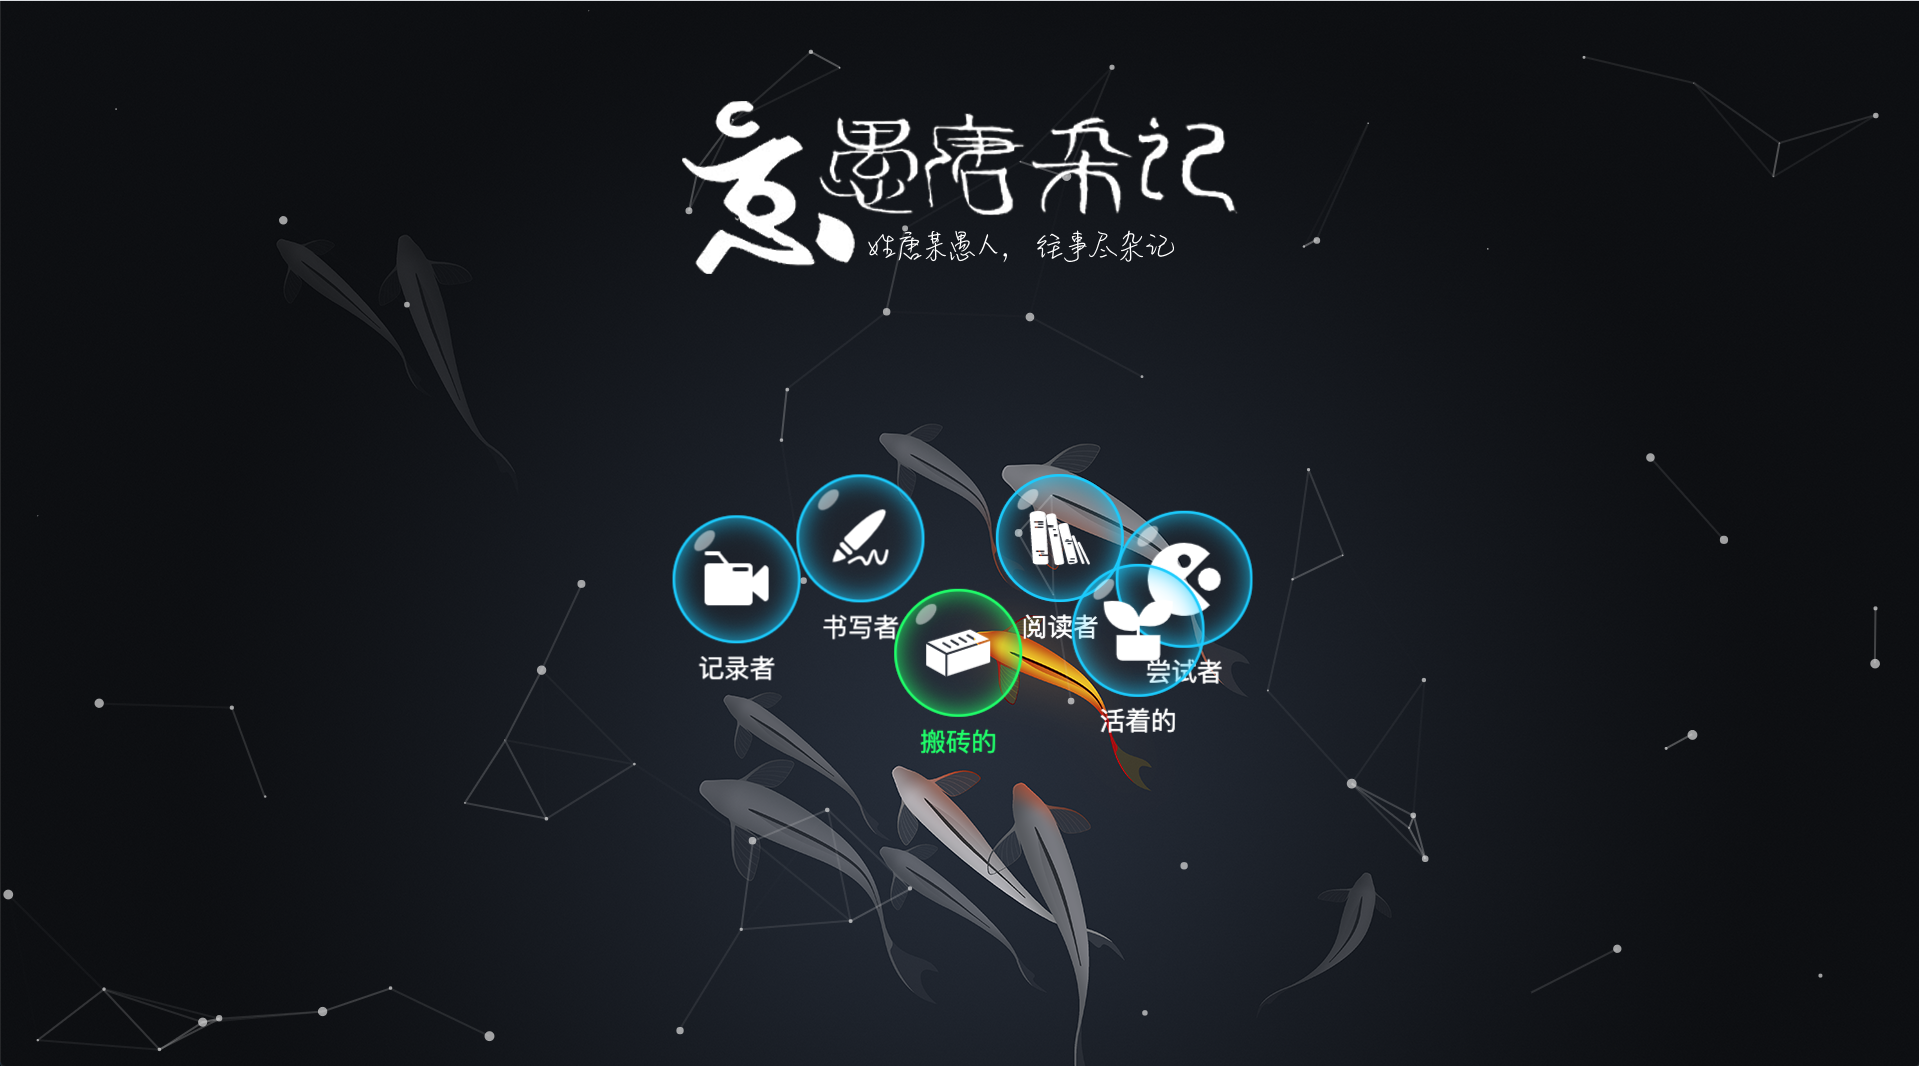 愚唐杂记
姓唐某愚人，往事尽杂记
记录者
书写者
搬砖的
阅读者
活着的
尝试者